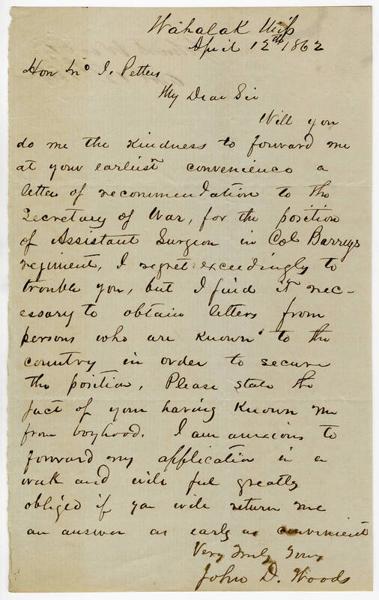 Wahalak Miss
April 12th 1862
Hon Jno J. Pettus
My Dear Sir
Will you
do me the kindness to forward me
at your earliest convenience a
letter of recommendation to the
Secretary of War, for the position
of Assistant Surgeon in Col Barrys
regiment, I regret exceedingly to
trouble you, but I find it nec-
essary to obtain letters from
persons who are known to the
country in order to secure
the position, Please state the
fact of your having known me
from boyhood. I am anxious to
forward my application in a
week and will feel greatly
obliged if you will return me
an answer as early as convenient
Very Truly Yours
John D. Woods